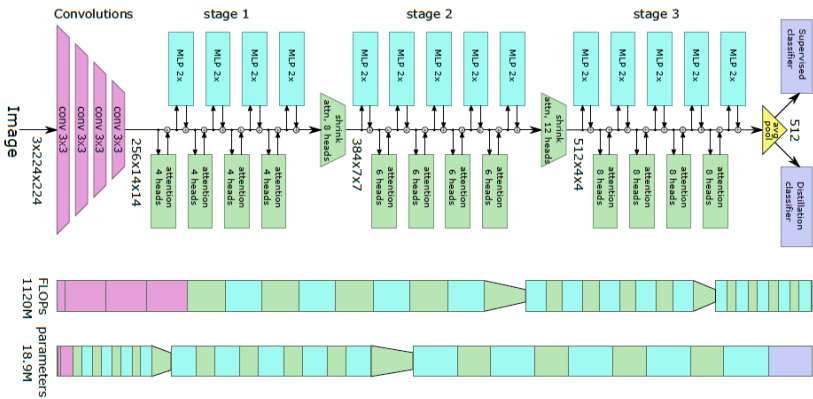 Convolutions
stage 1
stage 2
stage 3
Image
3x224x224
conv 3x3
conv 3x3
conv 3x3
conv 3x3
256x14x14
MLP 2x
MLP 2x
MLP 2x
MLP 2x
attention
4 heads
attention
4 heads
attention
4 heads
attention
4 heads
shrink
attn, 8 heads
384x7x7
MLP 2x
MLP 2x
MLP 2x
MLP 2x
MLP 2x
attention
6 heads
attention
6 heads
attention
6 heads
attention
6 heads
shrink
attn, 12 heads
512x4x4
MLP 2x
MLP 2x
MLP 2x
MLP 2x
MLP 2x
attention
8 heads
attention
8 heads
attention
8 heads
attention
8 heads
avg
pool
512
Supervised
classifier
Distillation
classifier
FLOPs
1120M
parameters
18.9M